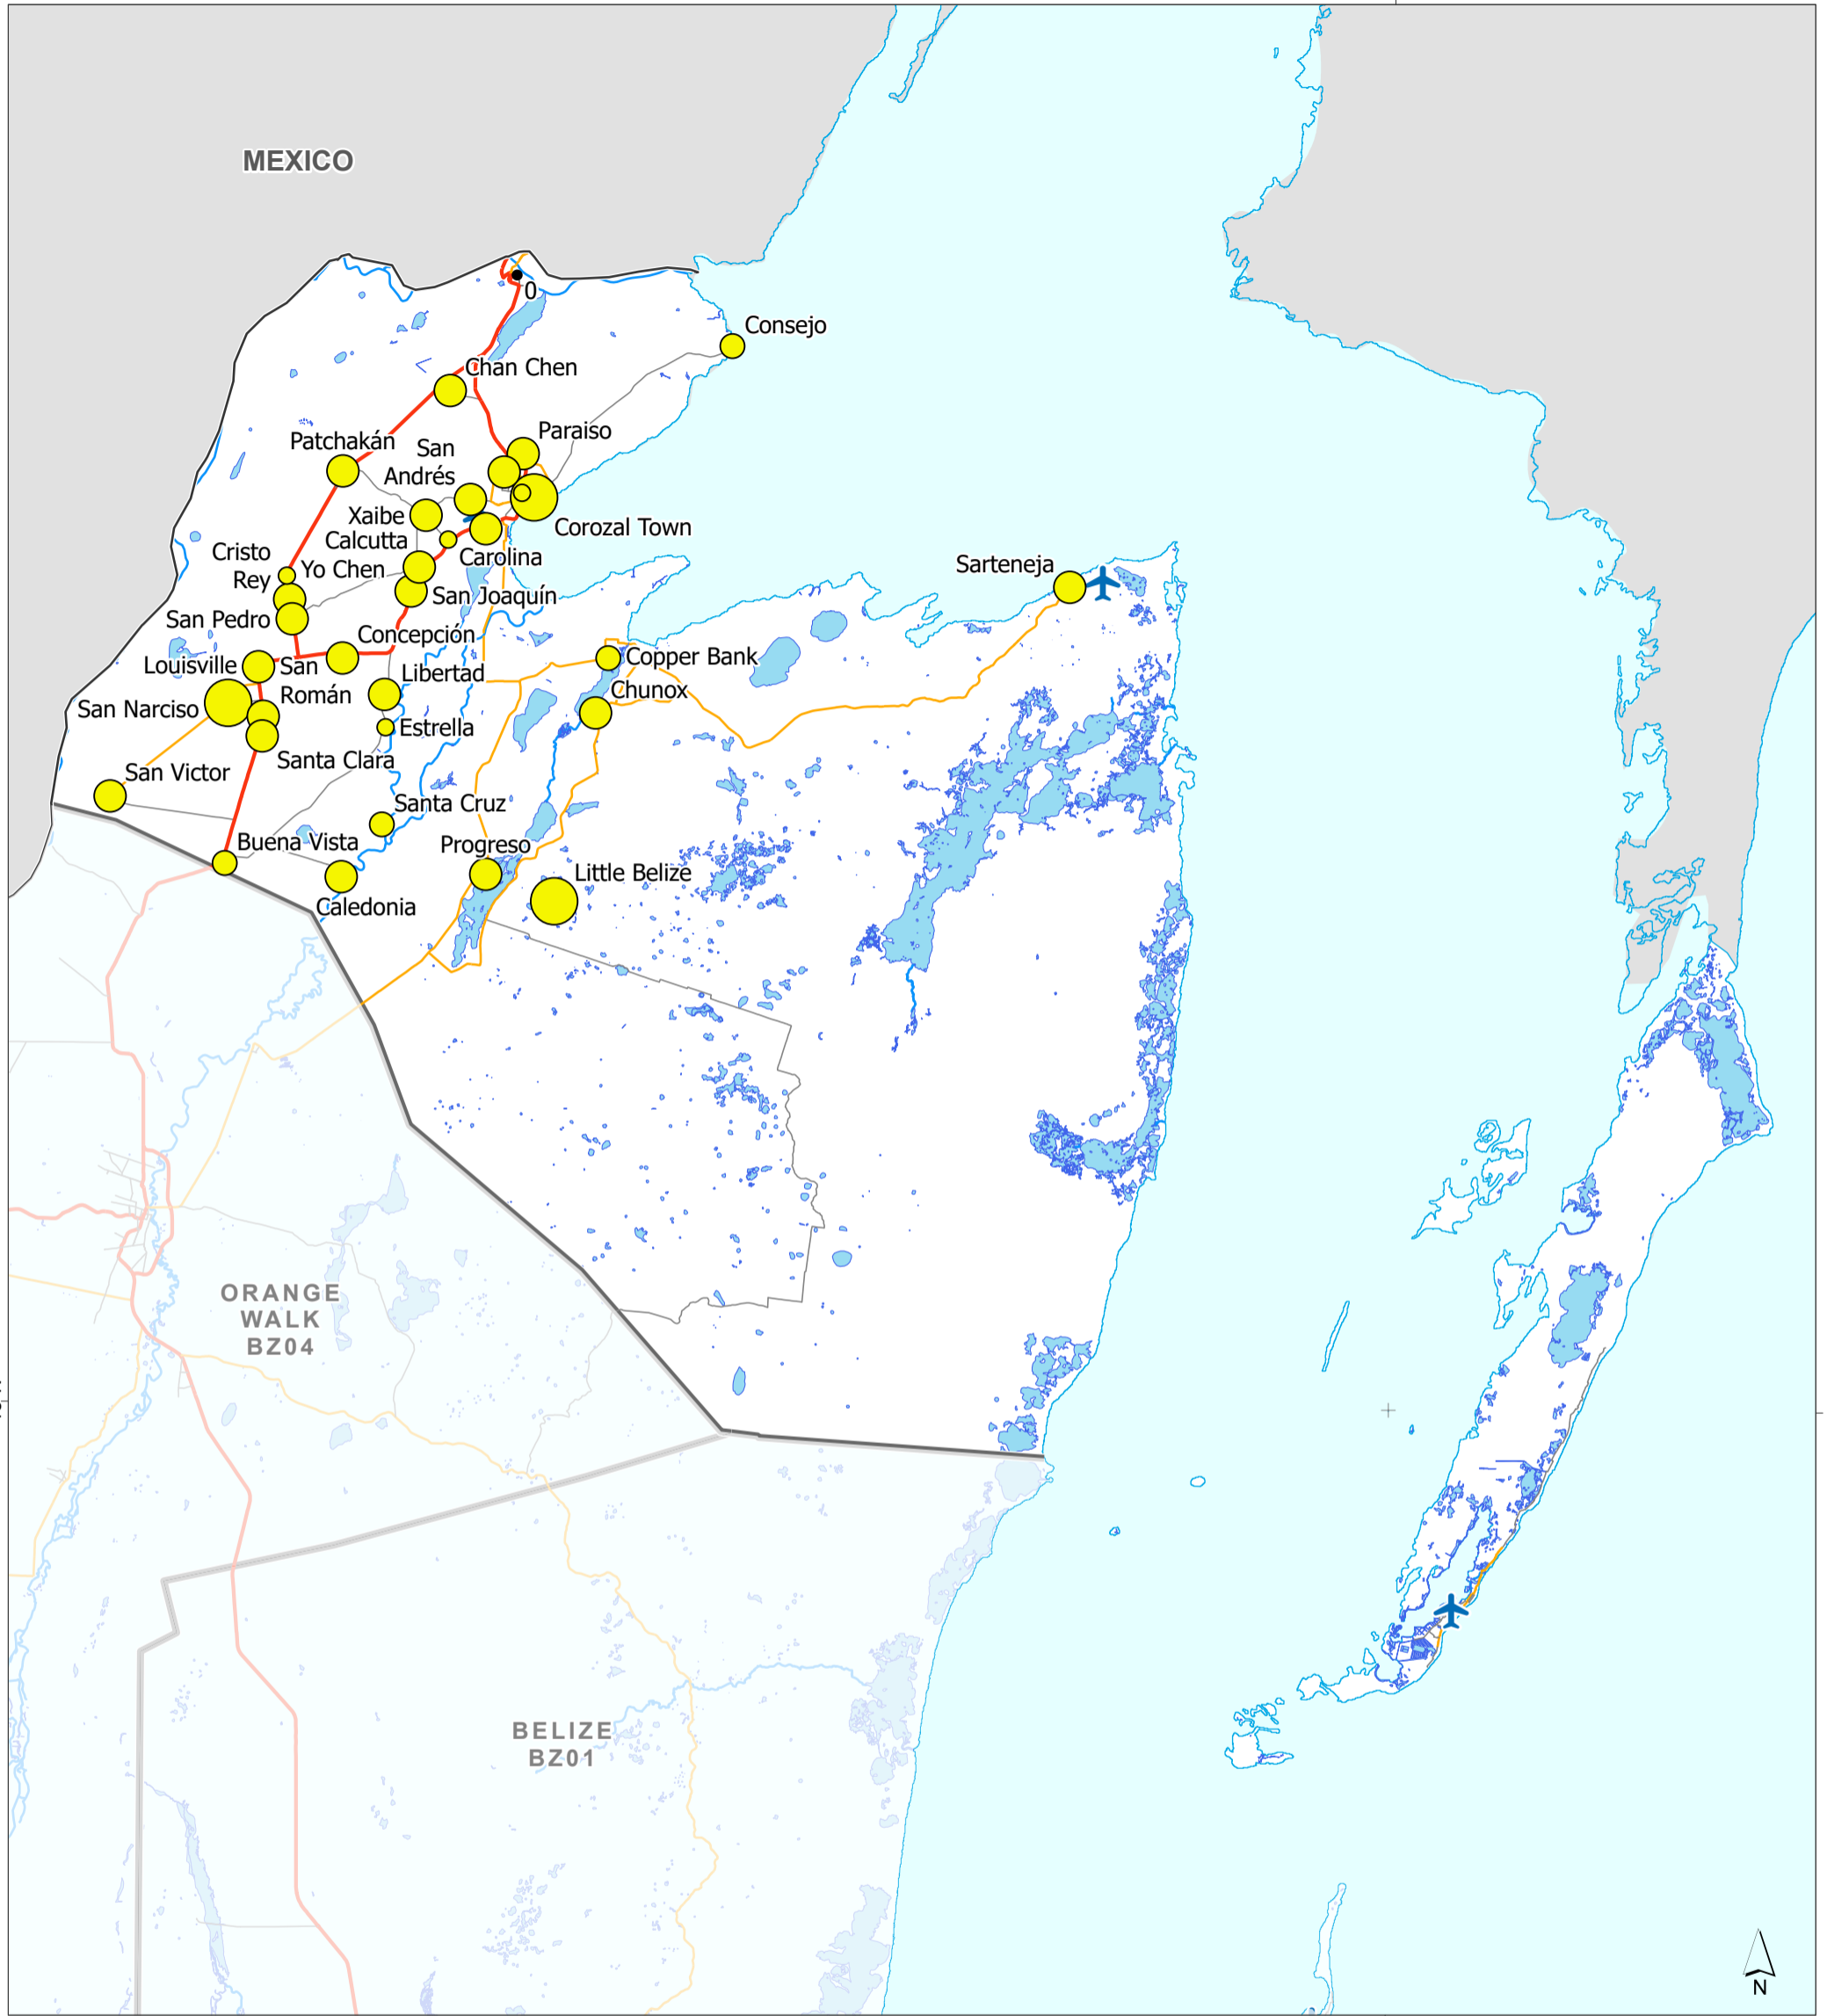 MEXICO
0
Consejo
Chan Chen
Paraiso
Patchakán
San
Andrés
Xaibe
Corozal Town
Calcutta
Carolina
Cristo
Rey
Yo Chen
Sarteneja
San Joaquín
San Pedro
Concepción
Louisville
San
Román
Libertad
Copper Bank
Chunox
San Narciso
Estrella
Santa Clara
San Victor
Santa Cruz
Buena Vista
Progreso
Little Belize
Caledonia
ORANGE
WALK
BZ04
BELIZE
BZ01
N